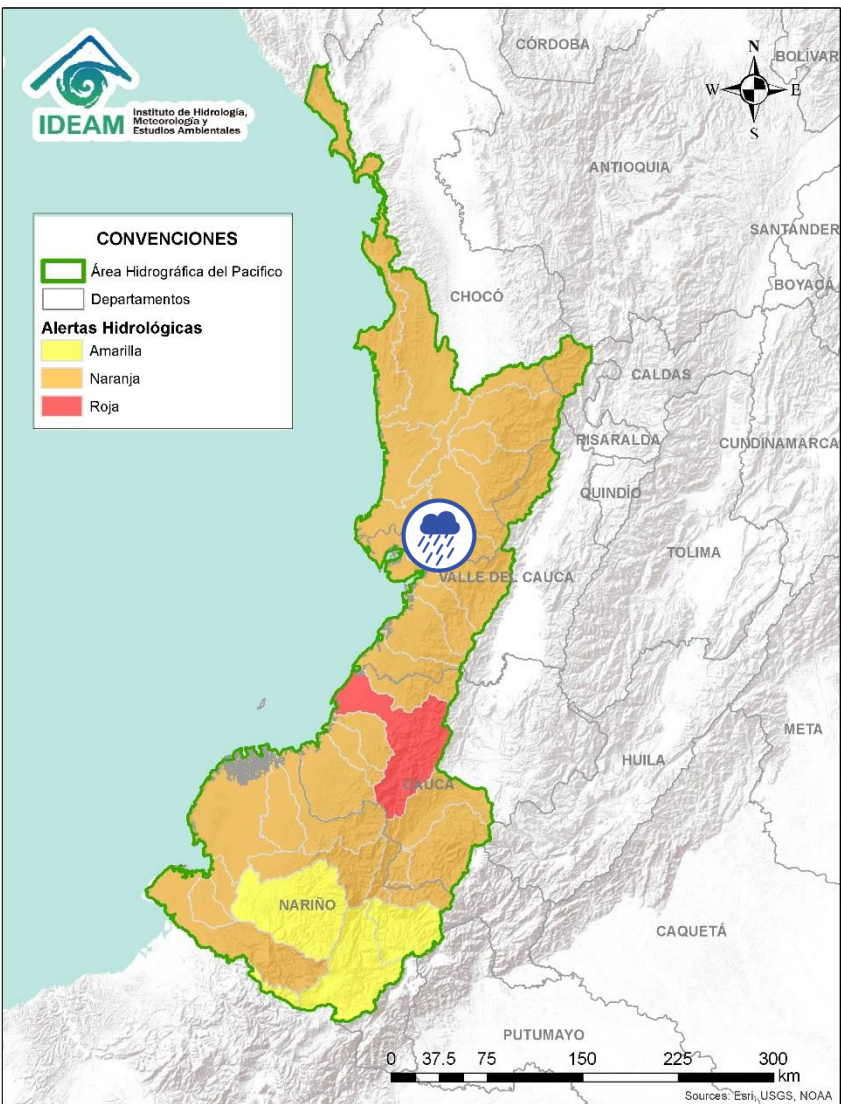 IDEAM
Instituto de Hidrología,
Meteorología y
Estudios Ambientales
CÓRDOBA
BOLÍVAR
N
W
E
S
ANTIOQUIA
SANTANDER
BOYACÁ
CONVENCIONES
Área Hidrográfica del Pacifico
Departamentos
Alertas Hidrológicas
Amarilla
Naranja
Roja
CHOCÓ
CALDAS
RISARALDA
CUNDINAMARCA
QUINDÍO
TOLIMA
VALLE DEL CAUCA
META
HUILA
CAUCA
NARIÑO
CAQUETÁ
PUTUMAYO
0 37.5 75 150 225 300
km
Sources: Esri, USGS, NOAA